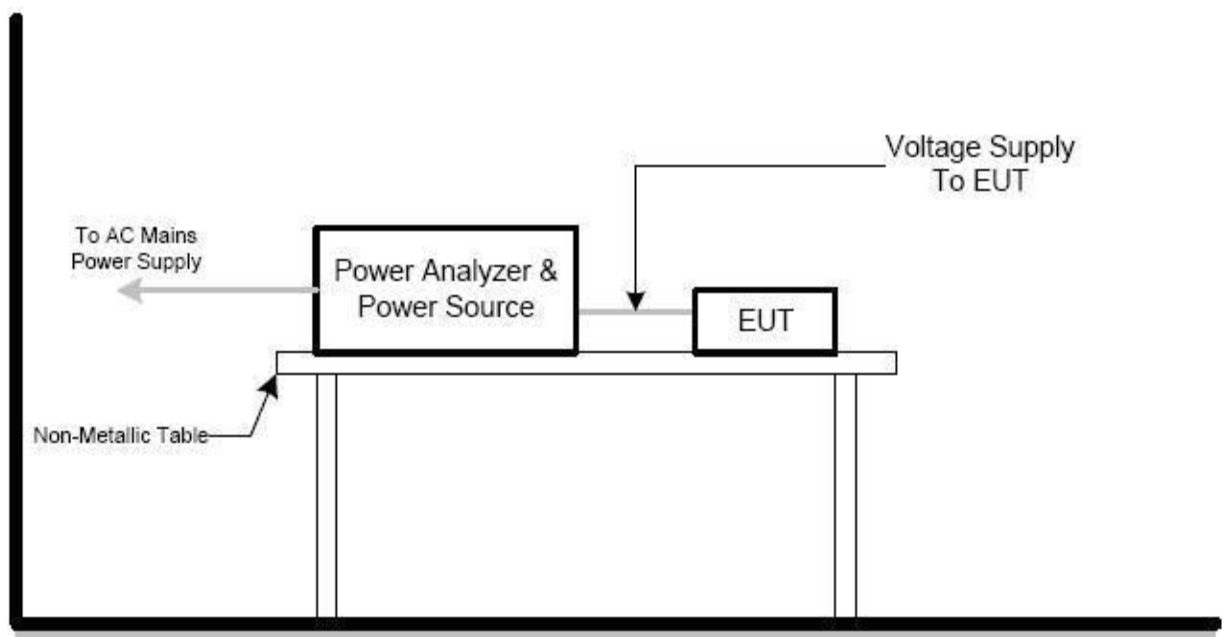 Voltage Supply
To EUT
To AC Mains
Power Supply
Power Analyzer &
Power Source
EUT
Non-Metallic Table